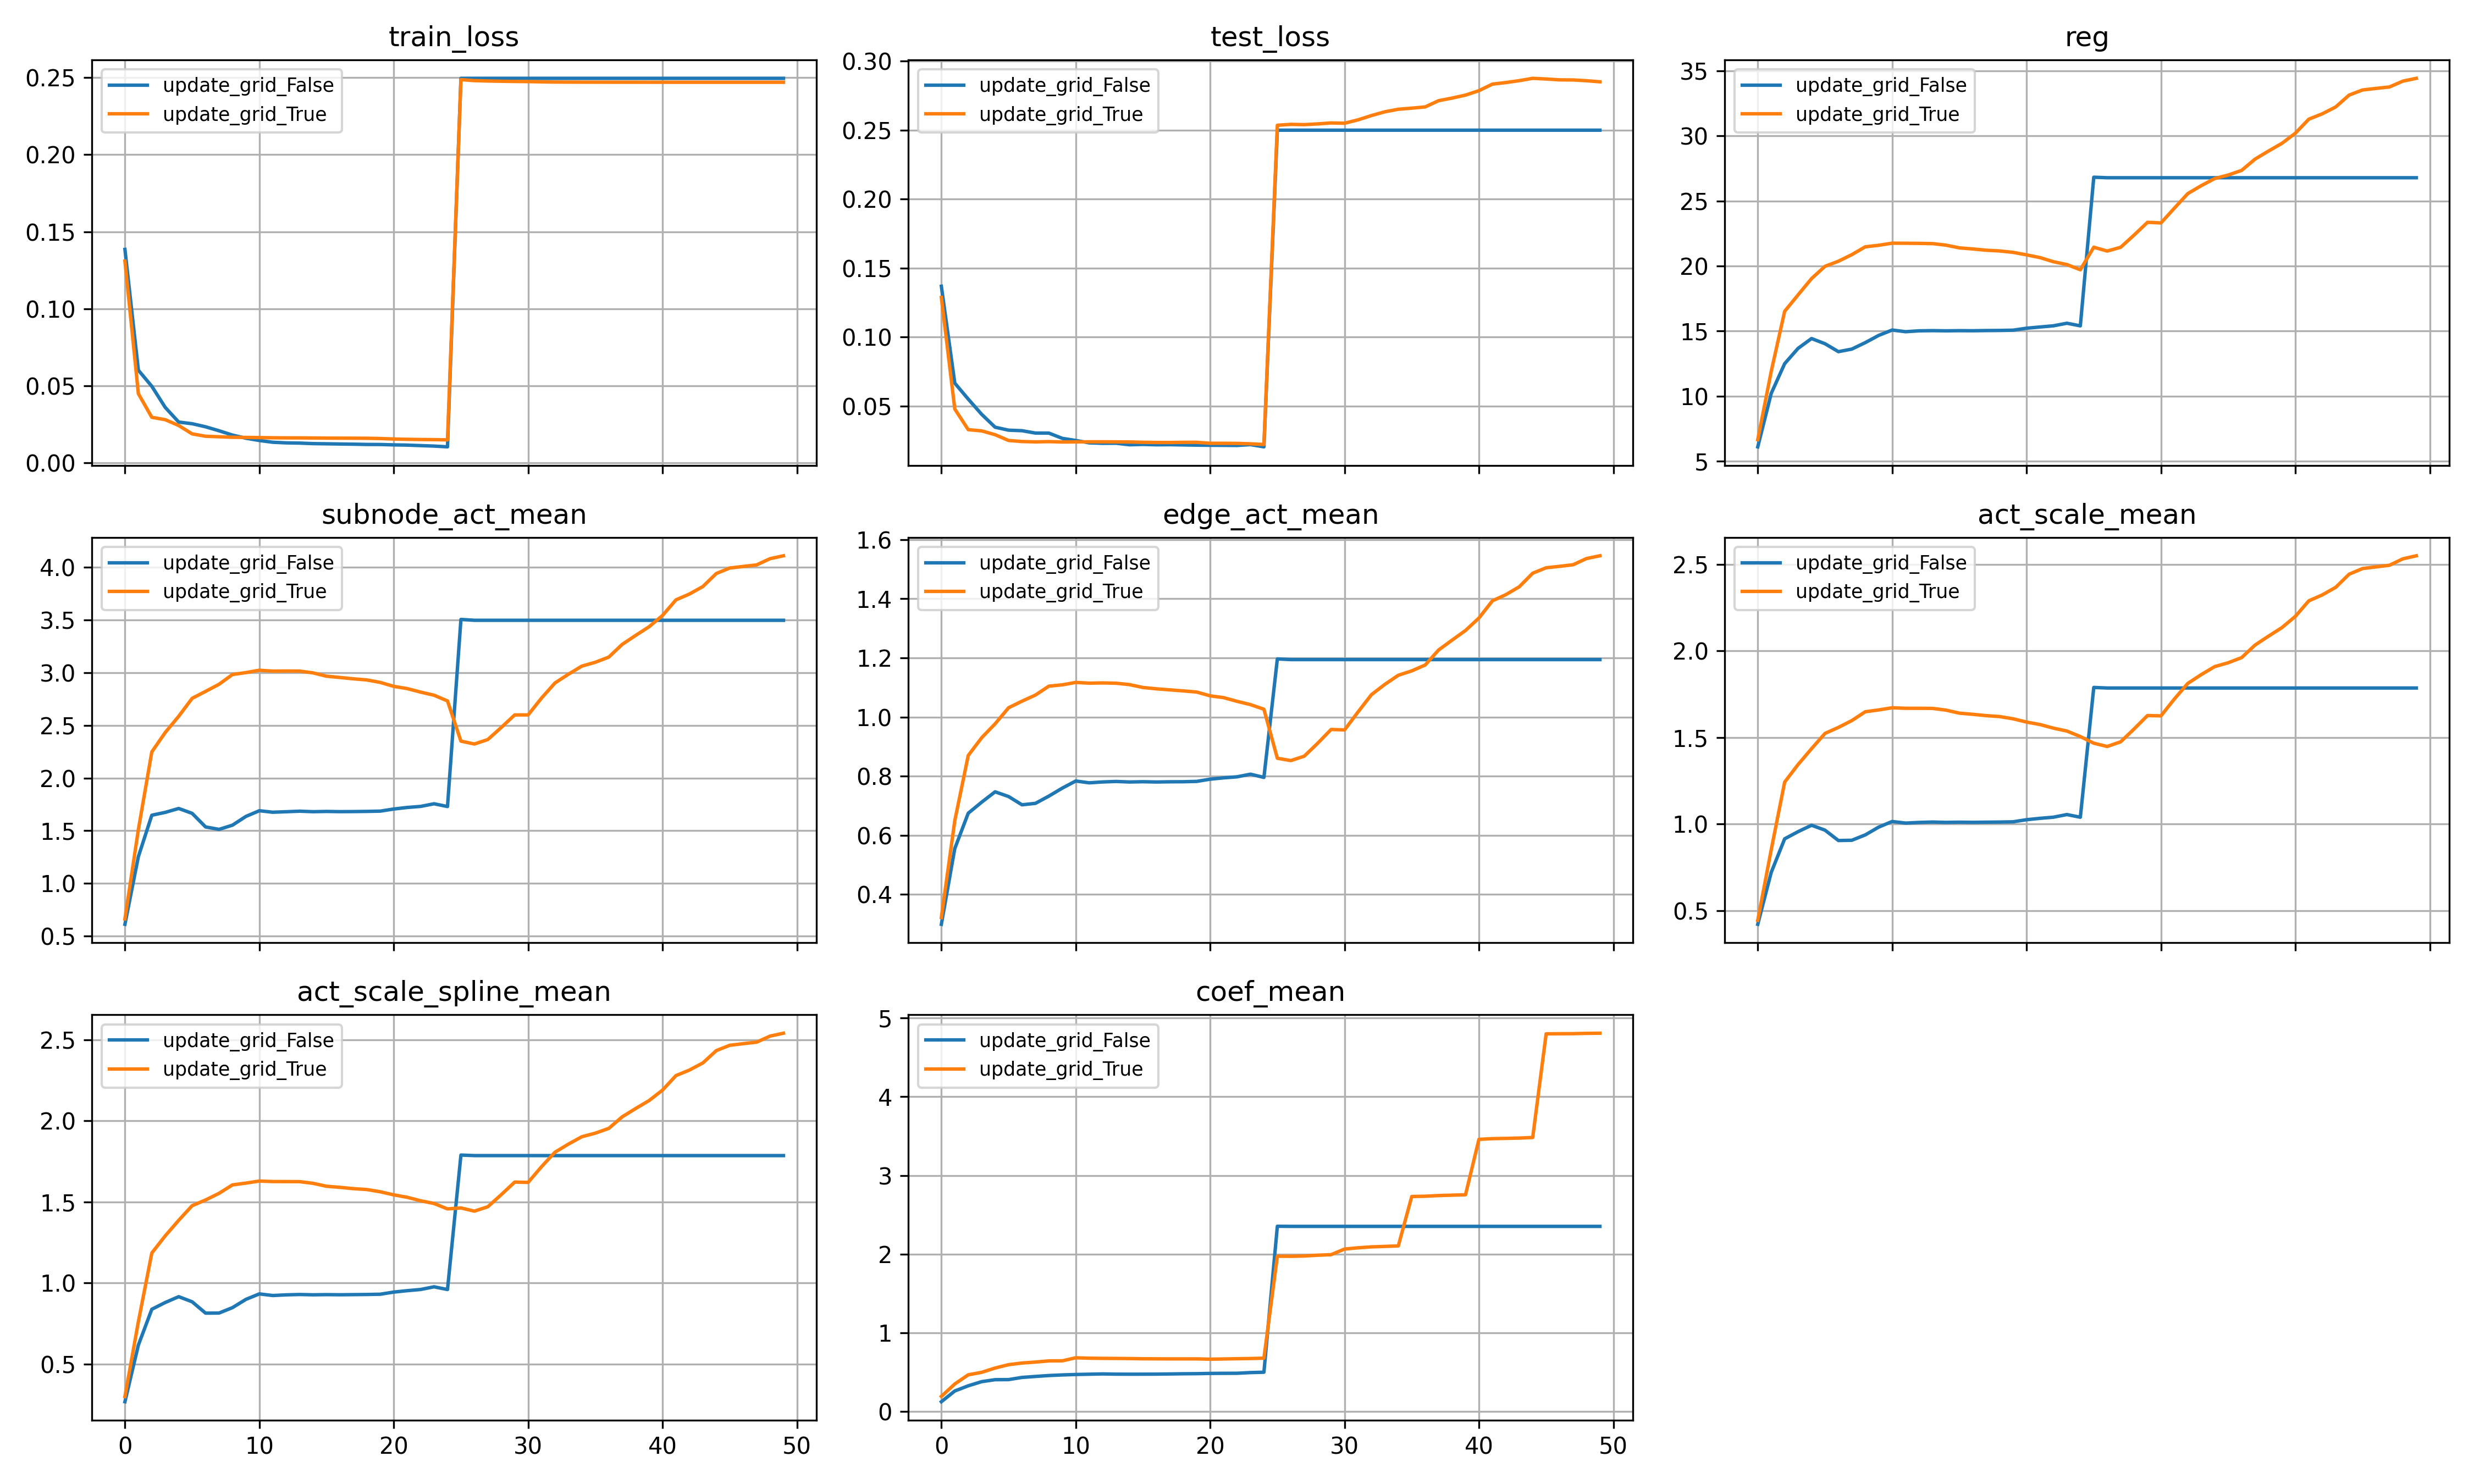 train_loss
update_grid_False
update_grid_True
0.25
0.20
0.15
0.10
0.05
0.00
test_loss
update_grid_False
update_grid_True
0.30
0.25
0.20
0.15
0.10
0.05
reg
update_grid_False
update_grid_True
35
30
25
20
15
10
5
subnode_act_mean
update_grid_False
update_grid_True
4.0
3.5
3.0
2.5
2.0
1.5
1.0
0.5
edge_act_mean
update_grid_False
update_grid_True
1.6
1.4
1.2
1.0
0.8
0.6
0.4
act_scale_mean
update_grid_False
update_grid_True
2.5
2.0
1.5
1.0
0.5
act_scale_spline_mean
update_grid_False
update_grid_True
2.5
2.0
1.5
1.0
0.5
0 10 20 30 40 50
coef_mean
update_grid_False
update_grid_True
5
4
3
2
1
0
0 10 20 30 40 50